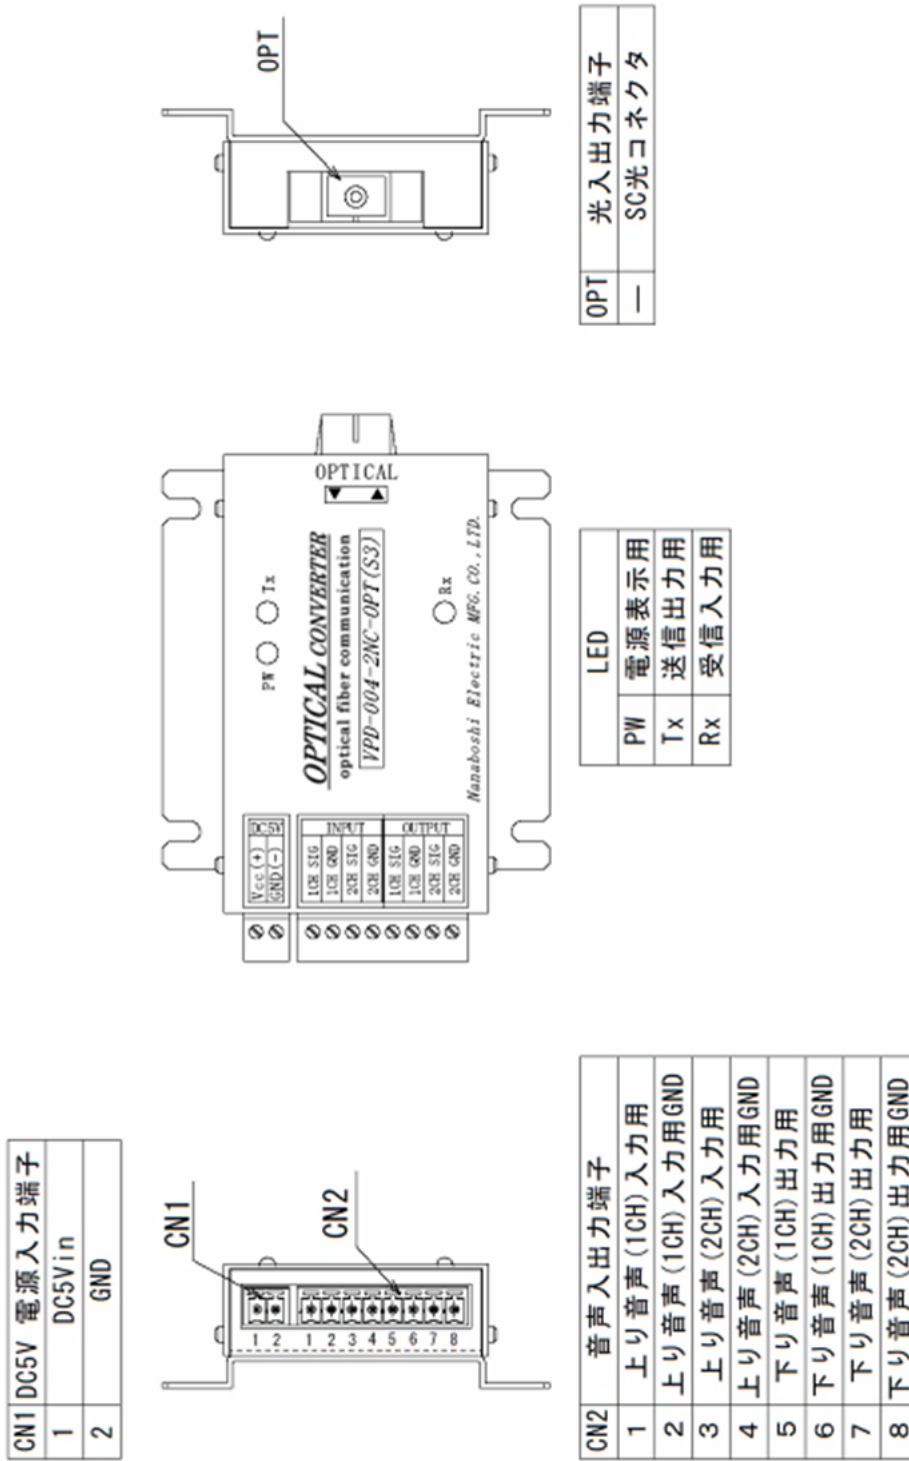 CN1 DC5V 電源入力端子
1 DC5Vin
2 GND
CN1
CN2
1 2 1 2 3 4 5 6 7 8
CN2 音声入出力端子
1 上り音声(1CH)入力用
2 上り音声(1CH)入力用GND
3 上り音声(2CH)入力用
4 上り音声(2CH)入力用GND
5 下り音声(1CH)出力用
6 下り音声(1CH)出力用GND
7 下り音声(2CH)出力用
8 下り音声(2CH)出力用GND
DC5V
Vcc(+)
GND(-)
INPUT
1CH SIG
1CH GND
2CH SIG
2CH GND
OUTPUT
1CH SIG
1CH GND
2CH SIG
2CH GND
PW
Tx
OPTICAL CONVERTER
optical fiber communication
VPD-004-2NC-OPT(S3)
Rx
Nanaboshi Electric MFG.CO.,LTD.
OPTICAL
LED
PW 電源表示用
Tx 送信出力用
Rx 受信入力用
OPT
OPT 光入出力端子
— SC光コネクタ